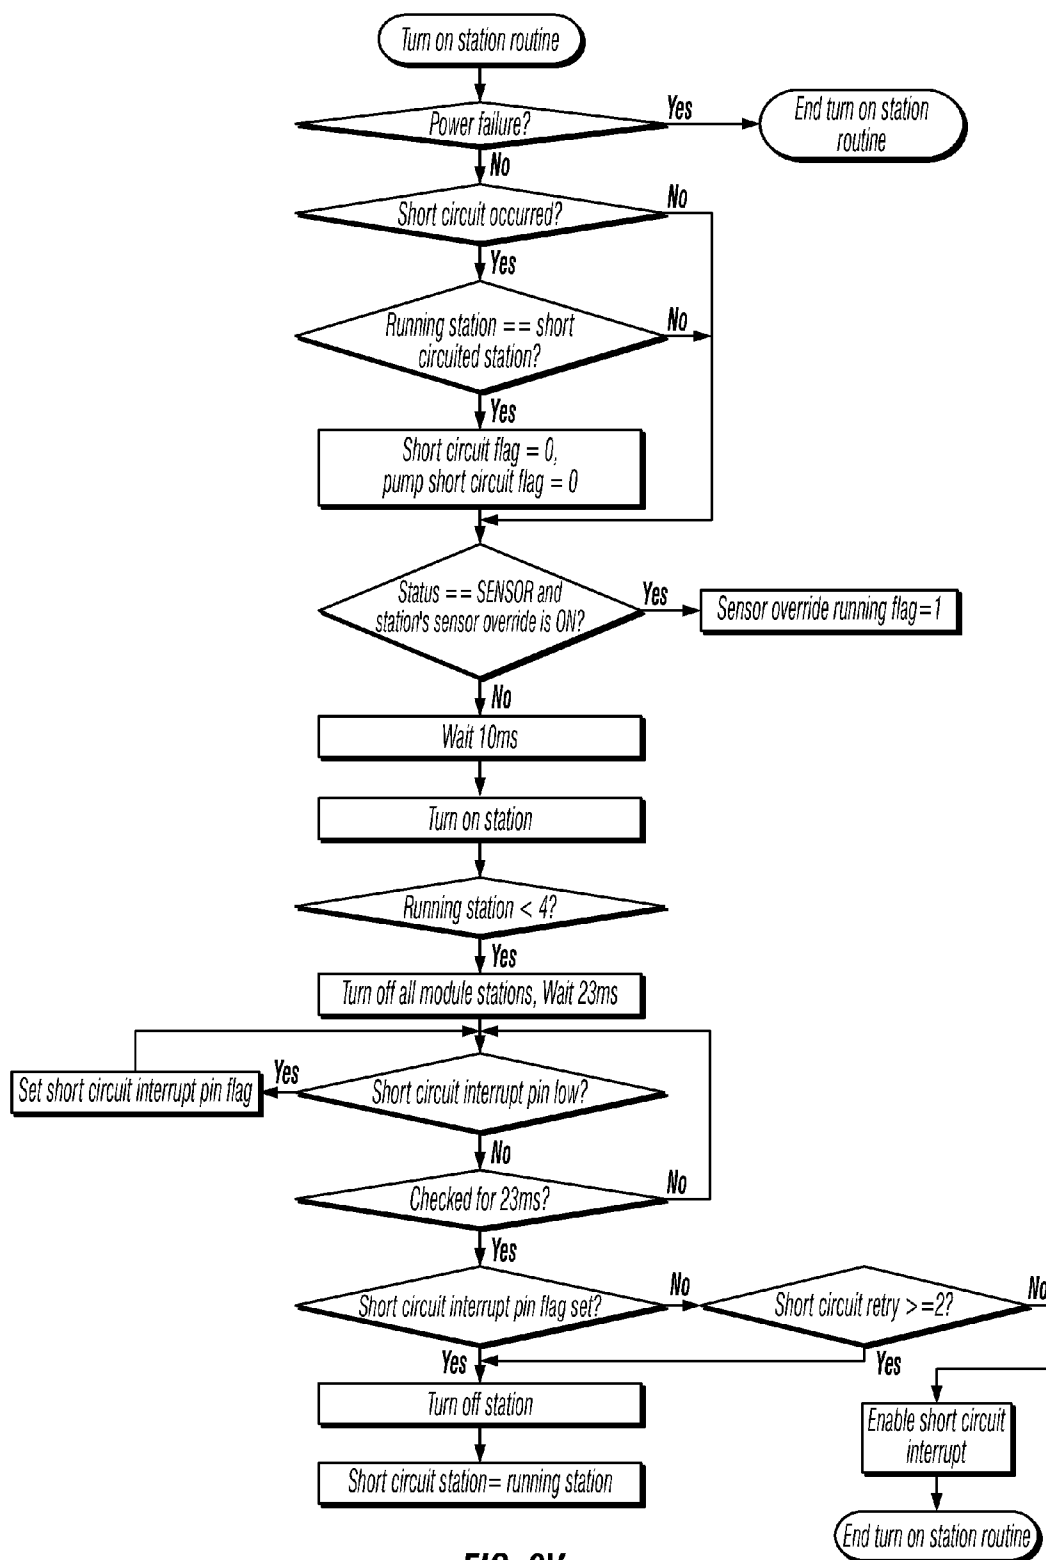 Turn on station routine
Power failure?
Yes
End turn on station
routine
No
Short circuit occurred?
No
Yes
Running station == short
circuited station?
No
Yes
Short circuit flag = 0,
pump short circuit flag = 0
Status == SENSOR and
station's sensor override is ON?
Yes
Sensor override running flag=1
No
Wait 10ms
Turn on station
Running station < 4?
Yes
Turn off all module stations, Wait 23ms
Set short circuit interrupt pin flag
Yes
Short circuit interrupt pin low?
No
Checked for 23ms?
No
Yes
Short circuit interrupt pin flag set?
No
Short circuit retry >=2?
No
Yes
Yes
Turn off station
Enable short circuit
interrupt
Short circuit station= running station
End turn on station routine